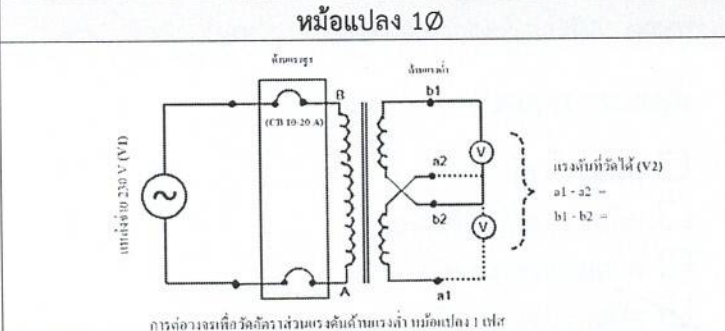 หม้อแปลง 1Ø
ด้านแรงสูง
ด้านแรงต่ำ
B
b1
(CB 10-20 A)
V
แหล่งจ่าย 230 V (V1)
a2
แรงดันที่วัดได้ (V2)
a1 - a2 =
b2
b1 - b2 =
V
A
a1
การต่อวงจรเพื่อวัดอัตราส่วนแรงดันด้านแรงต่ำ หม้อแปลง 1 เฟส